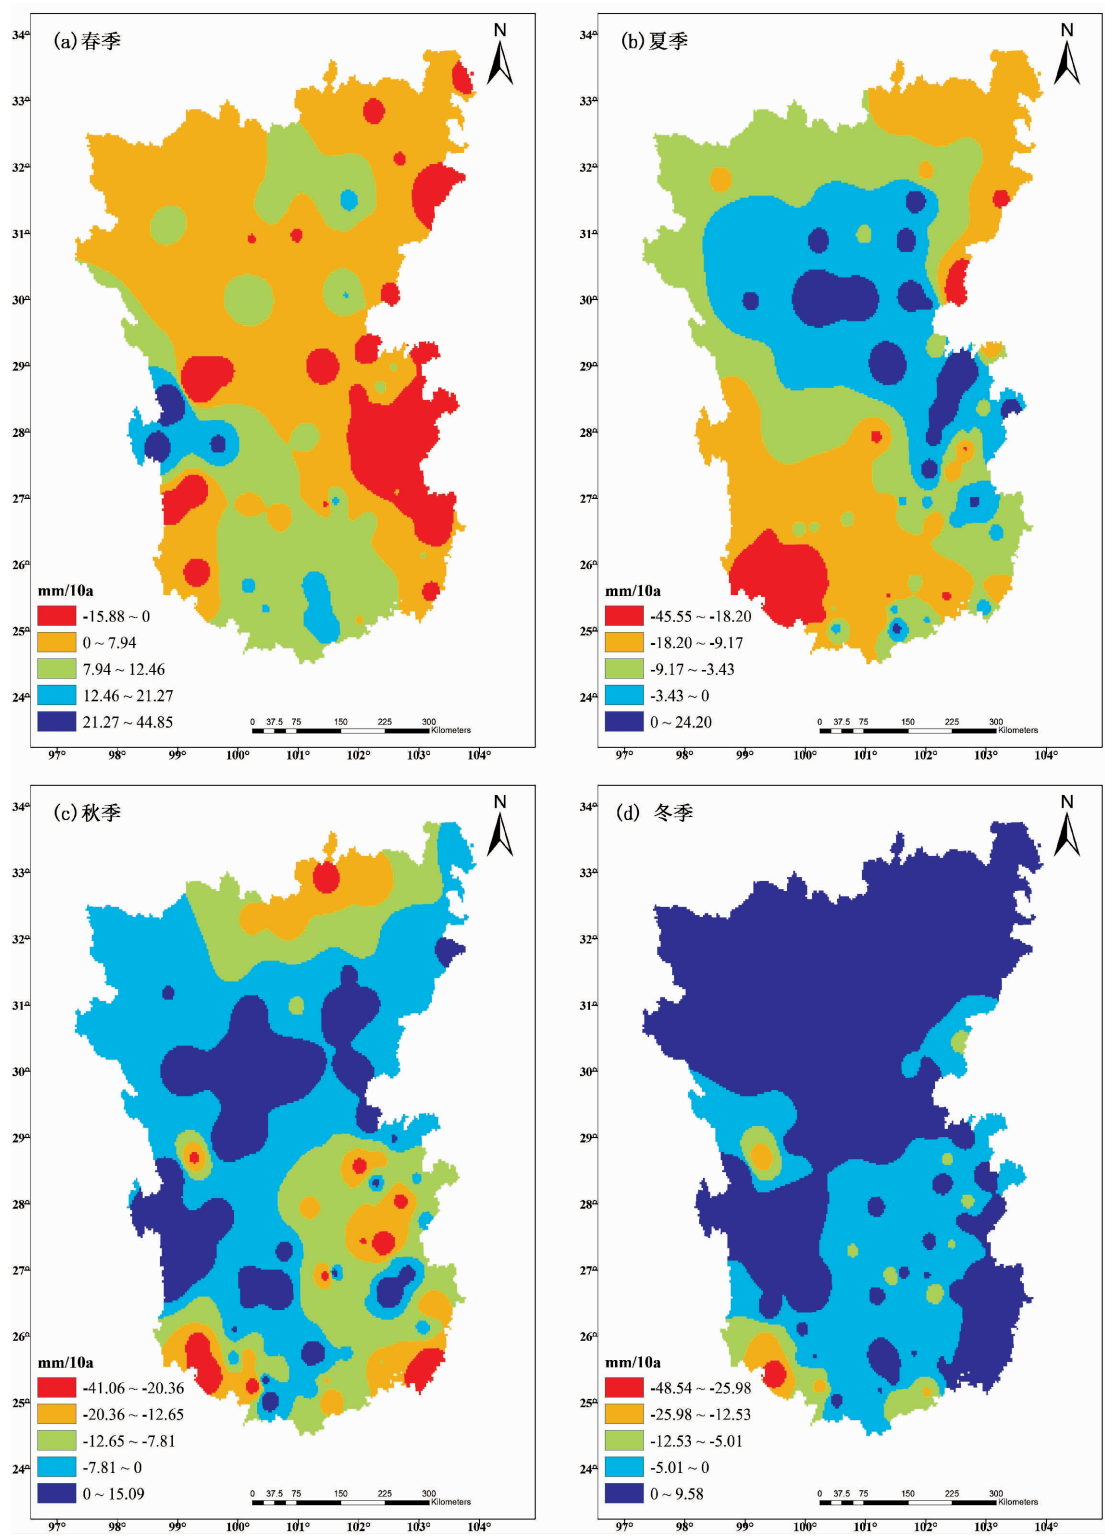 (a)春季
N
34°
33°
32°
31°
30°
29°
28°
27°
26°
25°
24°
mm/10a
-15.88 ~ 0
0 ~ 7.94
7.94 ~ 12.46
12.46 ~ 21.27
21.27 ~ 44.85
0 37.5 75 150 225 300
Kilometers
97° 98° 99° 100° 101° 102° 103° 104°
(b)夏季
N
34°
33°
32°
31°
30°
29°
28°
27°
26°
25°
24°
mm/10a
-45.55 ~ -18.20
-18.20 ~ -9.17
-9.17 ~ -3.43
-3.43 ~ 0
0 ~ 24.20
0 37.5 75 150 225 300
Kilometers
97° 98° 99° 100° 101° 102° 103° 104°
(c)秋季
N
34°
33°
32°
31°
30°
29°
28°
27°
26°
25°
24°
mm/10a
-41.06 ~ -20.36
-20.36 ~ -12.65
-12.65 ~ -7.81
-7.81 ~ 0
0 ~ 15.09
0 37.5 75 150 225 300
Kilometers
97° 98° 99° 100° 101° 102° 103° 104°
(d) 冬季
N
34°
33°
32°
31°
30°
29°
28°
27°
26°
25°
24°
mm/10a
-48.54 ~ -25.98
-25.98 ~ -12.53
-12.53 ~ -5.01
-5.01 ~ 0
0 ~ 9.58
0 37.5 75 150 225 300
Kilometers
97° 98° 99° 100° 101° 102° 103° 104°